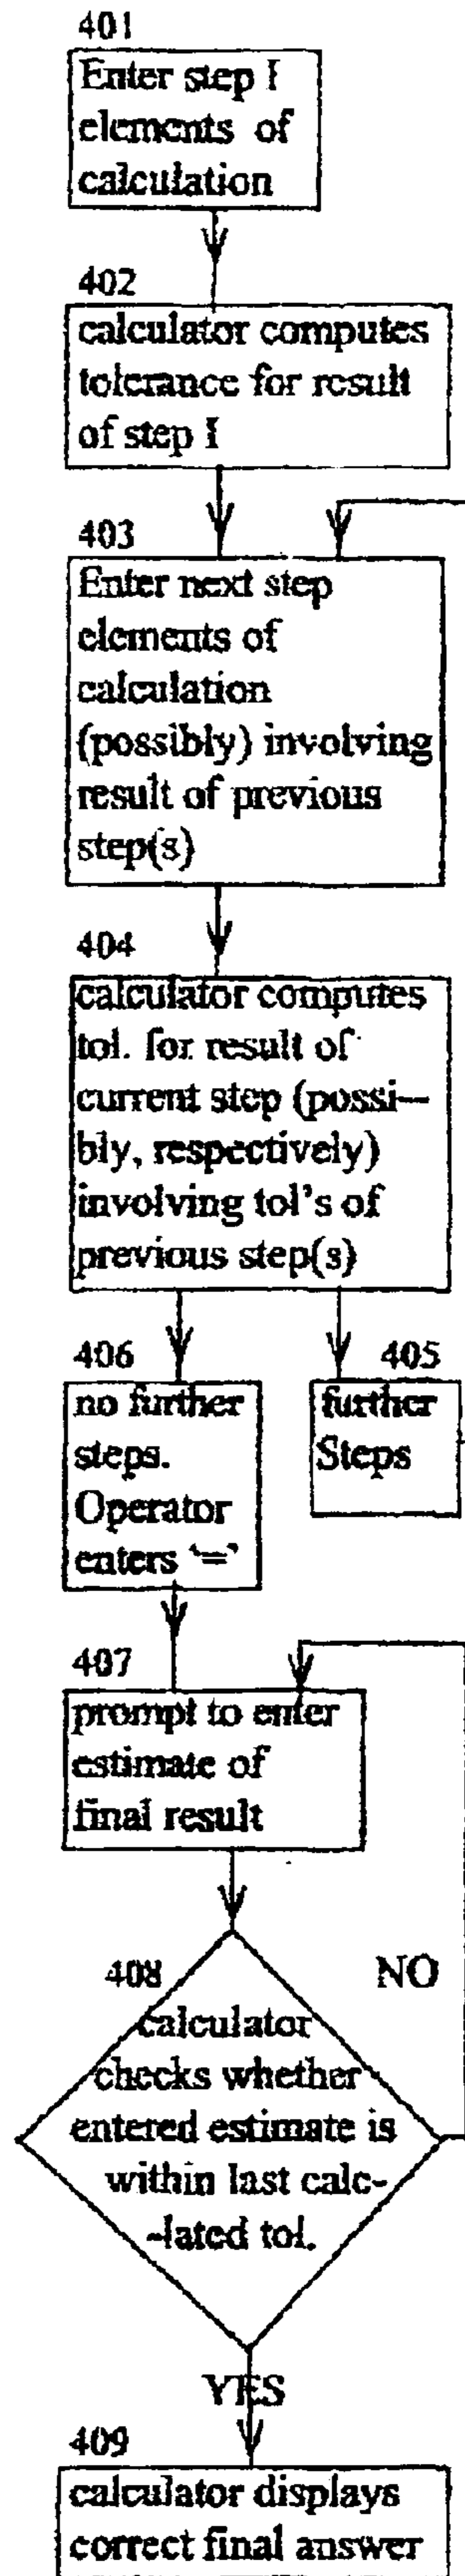 401
Enter step I
elements of
calculation
402
calculator computes
tolerance for result
of step I
403
Enter next step
elements of
calculation
(possibly) involving
result of previous
step(s)
404
calculator computes
tol. for result of
current step (possi-
bly, respectively)
involving tol's of
previous step(s)
406
no further
steps.
Operator
enters '='
405
further
Steps
407
prompt to enter
estimate of
final result
408
calculator
checks whether
entered estimate is
within last calc-
-lated tol.
NO
YES
409
calculator displays
correct final answer